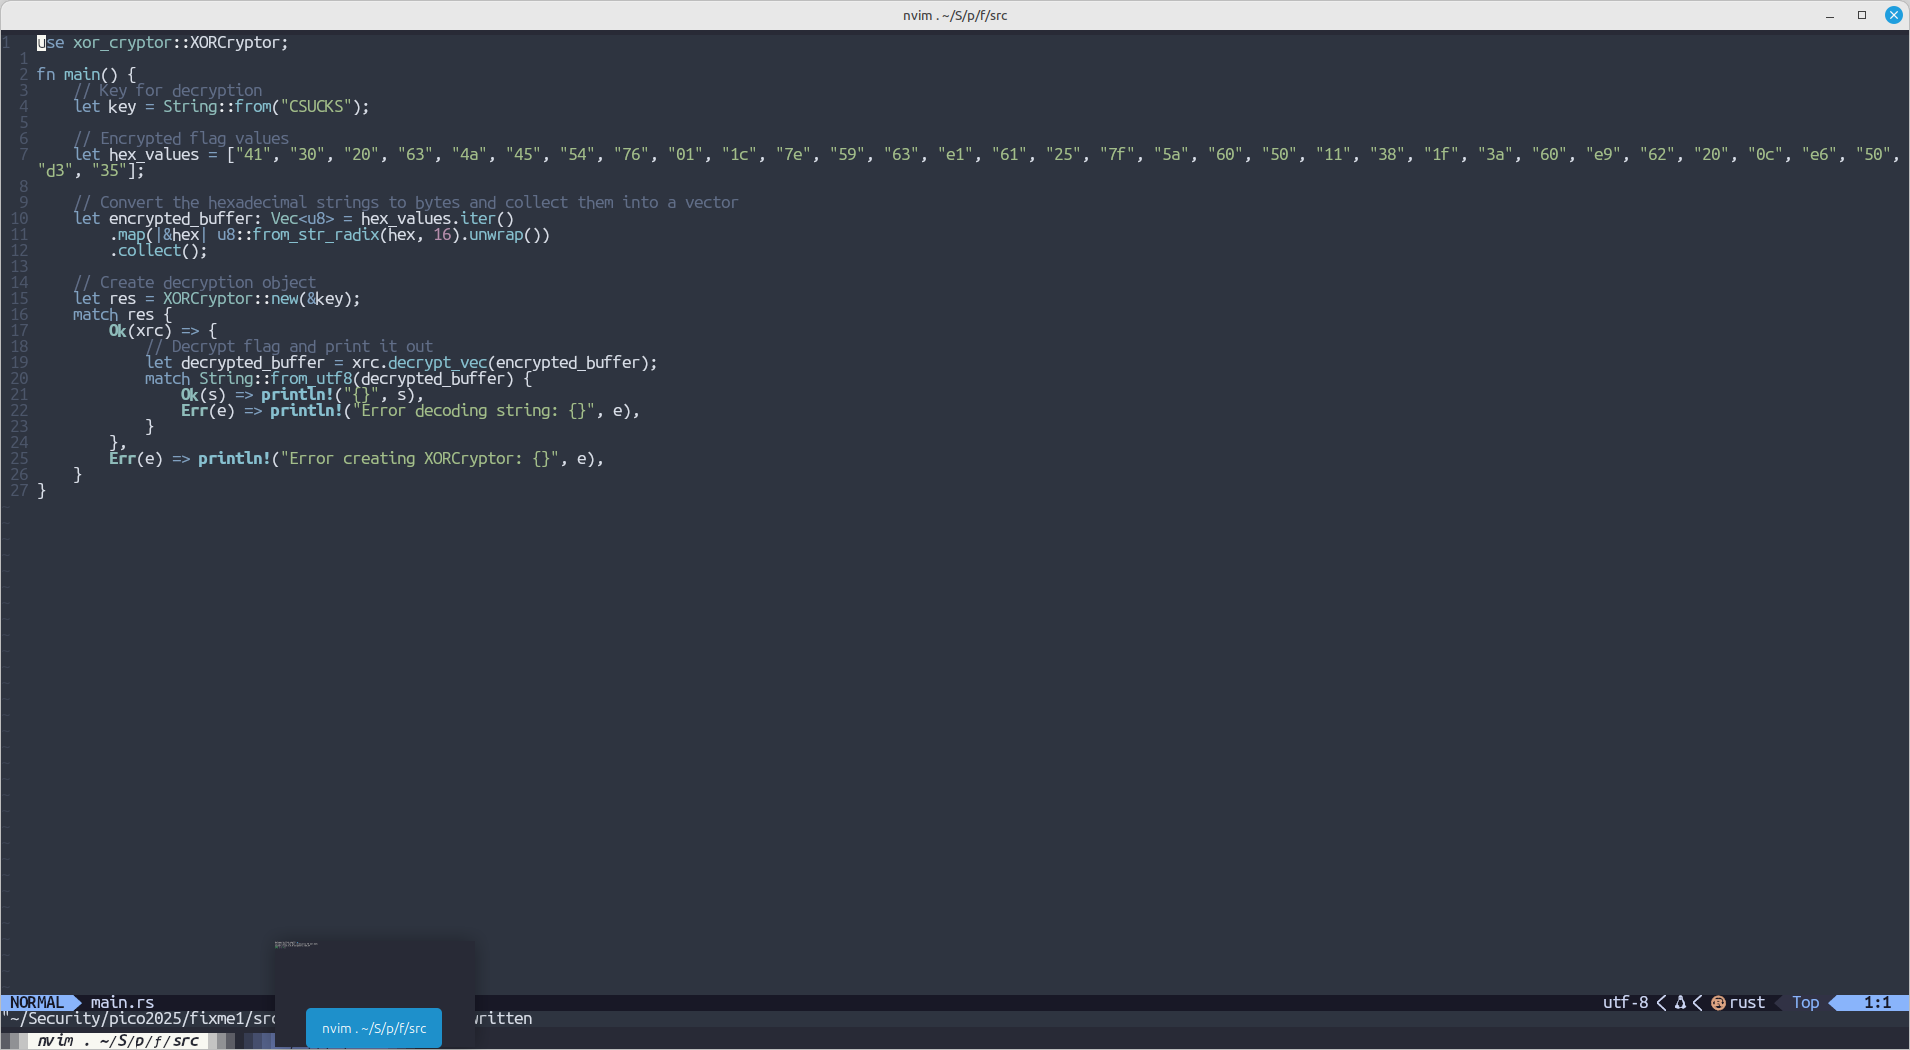 nvim . ~/S/p/f/src
1 use xor_cryptor::XORCryptor;
1
2 fn main() {
3     // Key for decryption
4     let key = String::from("CSUCKS");
5
6     // Encrypted flag values
7     let hex_values = ["41", "30", "20", "63", "4a", "45", "54", "76", "01", "1c", "7e", "59", "63", "e1", "61", "25", "7f", "5a", "60", "50", "11", "38", "1f", "3a", "60", "e9", "62", "20", "0c", "e6", "50",
"d3", "35"];
8
9     // Convert the hexadecimal strings to bytes and collect them into a vector
10     let encrypted_buffer: Vec<u8> = hex_values.iter()
11         .map(|&hex| u8::from_str_radix(hex, 16).unwrap())
12         .collect();
13
14     // Create decryption object
15     let res = XORCryptor::new(&key);
16     match res {
17         Ok(xrc) => {
18             // Decrypt flag and print it out
19             let decrypted_buffer = xrc.decrypt_vec(encrypted_buffer);
20             match String::from_utf8(decrypted_buffer) {
21                 Ok(s) => println!("{}", s),
22                 Err(e) => println!("Error decoding string: {}", e),
23             }
24         },
25         Err(e) => println!("Error creating XORCryptor: {}", e),
26     }
27 }
NORMAL main.rs utf-8 < < rust Top 1:1
"~/Security/pico2025/fixme1/src written
nvim . ~/S/p/f/src
nvim . ~/S/p/f/src